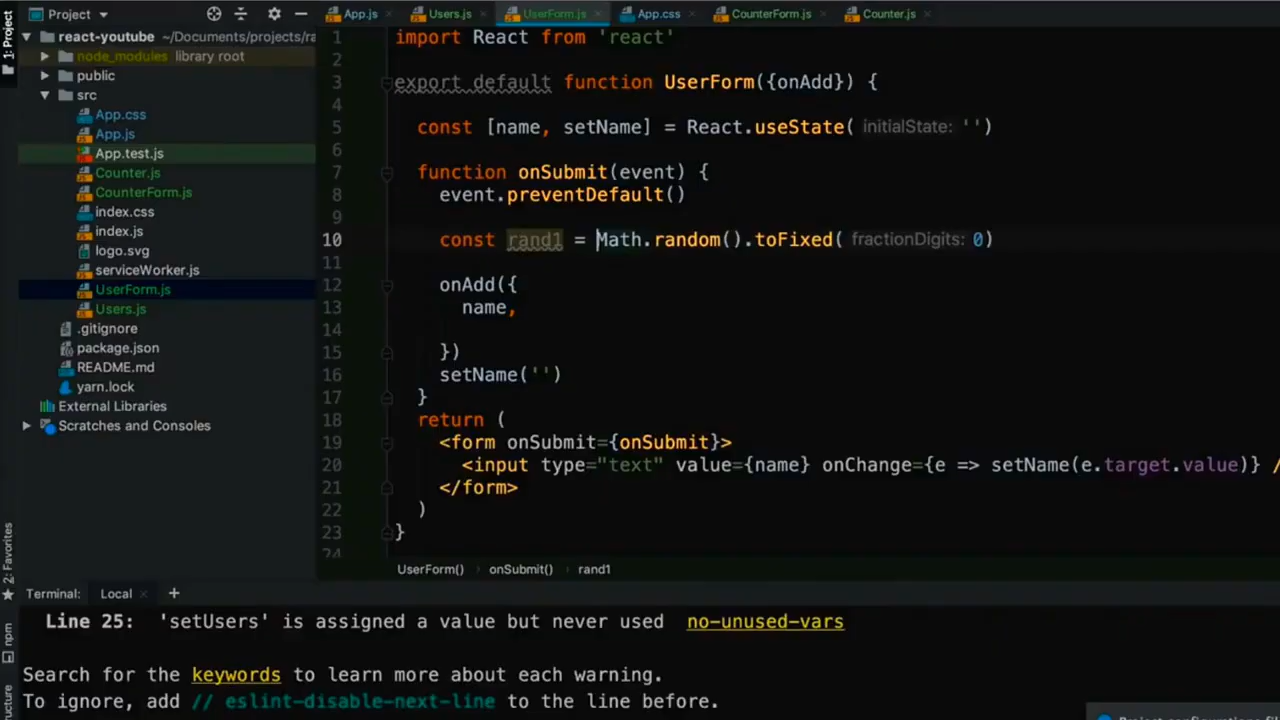 1: Project
Project
react-youtube ~/Documents/projects/ra
node_modules library root
public
src
App.css
App.js
App.test.js
Counter.js
CounterForm.js
index.css
index.js
logo.svg
serviceWorker.js
UserForm.js
Users.js
.gitignore
package.json
README.md
yarn.lock
External Libraries
Scratches and Consoles
App.js Users.js UserForm.js App.css CounterForm.js Counter.js
1 import React from 'react'
2
3 export default function UserForm({onAdd}) {
4
5 const [name, setName] = React.useState( initialState: '')
6
7 function onSubmit(event) {
8 event.preventDefault()
9
10 const rand1 = Math.random().toFixed( fractionDigits: 0)
11
12 onAdd({
13 name,
14
15 })
16 setName('')
17 }
18 return (
19 <form onSubmit={onSubmit}>
20 <input type="text" value={name} onChange={e => setName(e.target.value)} /
21 </form>
22 )
23 }
24
UserForm() onSubmit() rand1
2: Favorites
npm
Terminal: Local +
Line 25: 'setUsers' is assigned a value but never used no-unused-vars
Search for the keywords to learn more about each warning.
To ignore, add // eslint-disable-next-line to the line before.